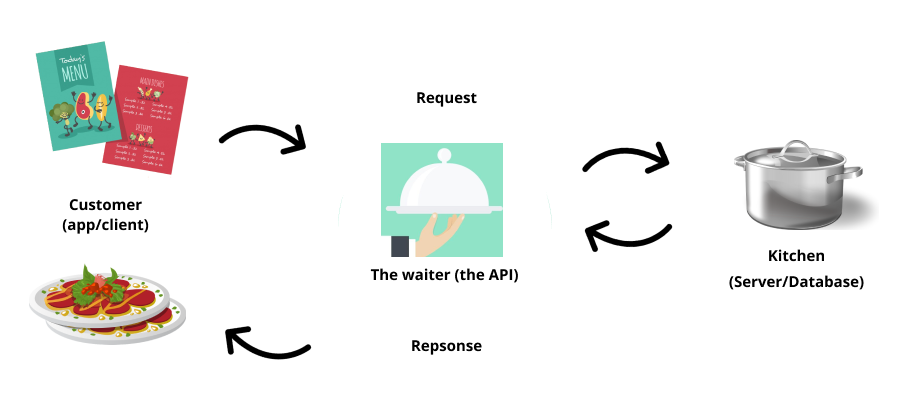 Today's
MENU
MAIN DISHES
DESSERTS
Request
Customer
(app/client)
The waiter (the API)
Kitchen
(Server/Database)
Repsonse